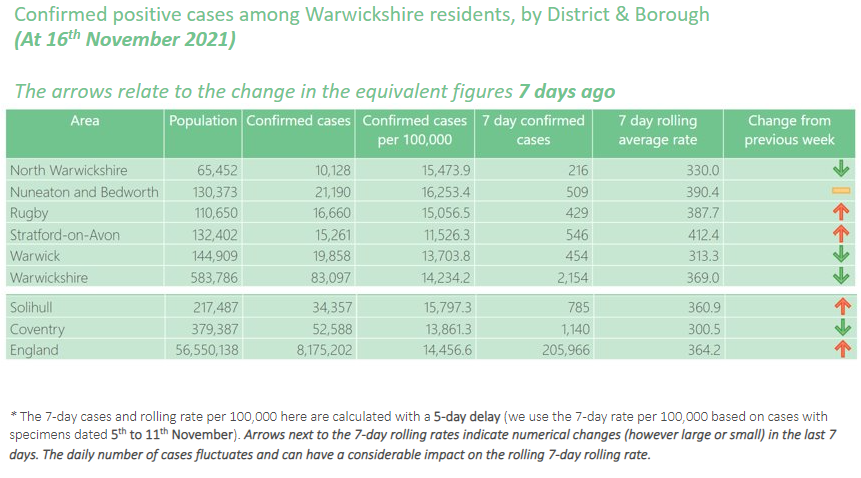 Confirmed positive cases among Warwickshire residents, by District & Borough
(At 16th November 2021)
The arrows relate to the change in the equivalent figures 7 days ago
Area Population Confirmed cases Confirmed cases per 100,000 7 day confirmed cases 7 day rolling average rate Change from previous week
North Warwickshire 65,452 10,128 15,473.9 216 330.0
Nuneaton and Bedworth 130,373 21,190 16,253.4 509 390.4
Rugby 110,650 16,660 15,056.5 429 387.7
Stratford-on-Avon 132,402 15,261 11,526.3 546 412.4
Warwick 144,909 19,858 13,703.8 454 313.3
Warwickshire 583,786 83,097 14,234.2 2,154 369.0
Solihull 217,487 34,357 15,797.3 785 360.9
Coventry 379,387 52,588 13,861.3 1,140 300.5
England 56,550,138 8,175,202 14,456.6 205,966 364.2
* The 7-day cases and rolling rate per 100,000 here are calculated with a 5-day delay (we use the 7-day rate per 100,000 based on cases with
specimens dated 5th to 11th November). Arrows next to the 7-day rolling rates indicate numerical changes (however large or small) in the last 7
days. The daily number of cases fluctuates and can have a considerable impact on the rolling 7-day rolling rate.